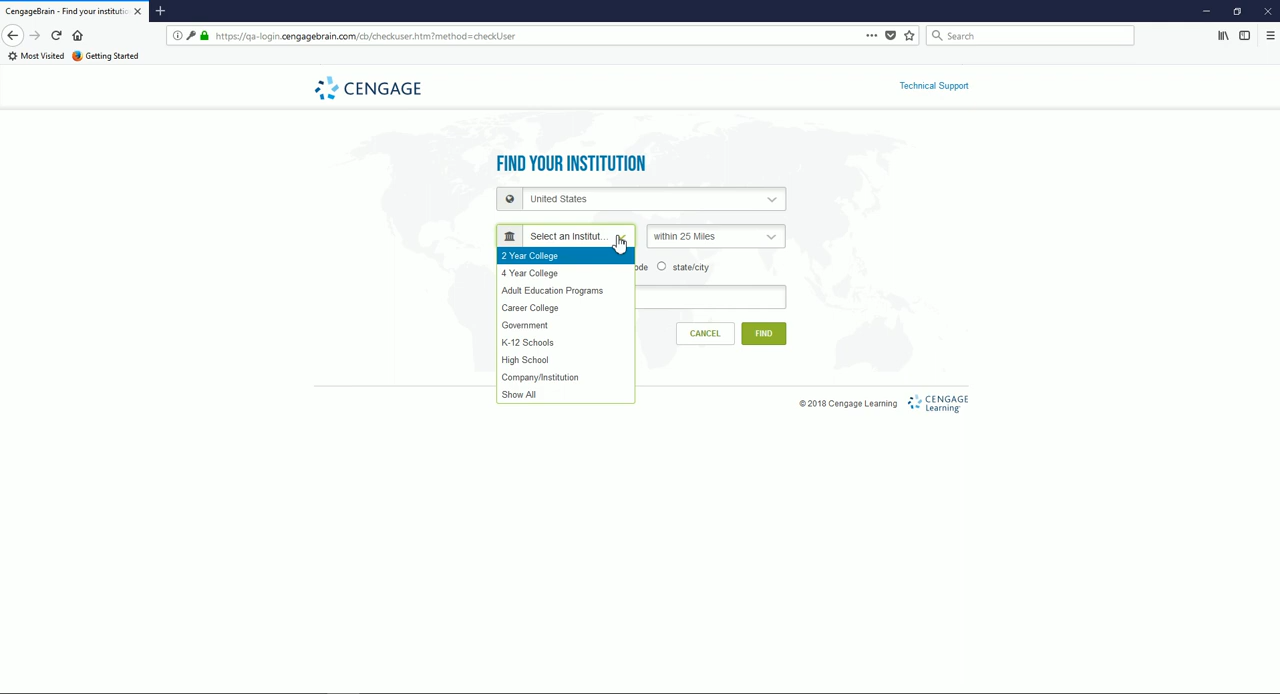 CengageBrain - Find your institutio
https://qa-login.cengagebrain.com/cb/checkuser.htm?method=checkUser
Search
Most Visited
Getting Started
CENGAGE
Technical Support
FIND YOUR INSTITUTION
United States
Select an Institut...
within 25 Miles
2 Year College
ode
state/city
4 Year College
Adult Education Programs
Career College
Government
CANCEL
FIND
K-12 Schools
High School
Company/Institution
Show All
© 2018 Cengage Learning
CENGAGE
Learning